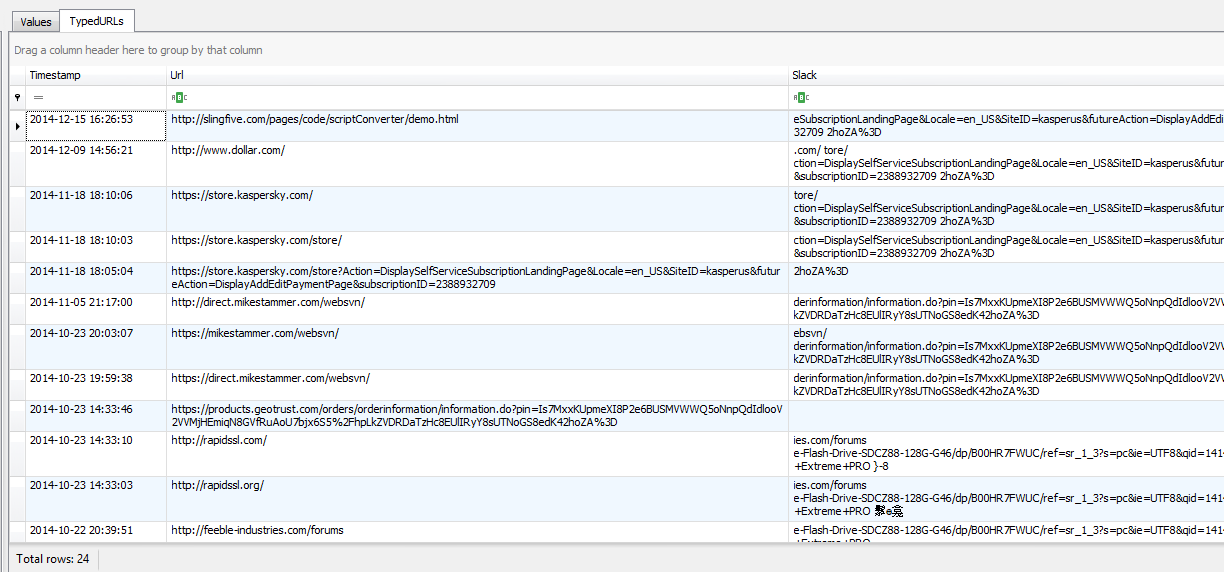 Values TypedURLs
Drag a column header here to group by that column
Timestamp Url Slack
= ABC ABC
2014-12-15 16:26:53 http://slingfive.com/pages/code/scriptConverter/demo.html eSubscriptionLandingPage&Locale=en_US&SiteID=kasperus&futureAction=DisplayAddEdi
32709 2hoZA%3D
2014-12-09 14:56:21 http://www.dollar.com/ .com/ tore/
ction=DisplaySelfServiceSubscriptionLandingPage&Locale=en_US&SiteID=kasperus&futur
&subscriptionID=2388932709 2hoZA%3D
2014-11-18 18:10:06 https://store.kaspersky.com/ tore/
ction=DisplaySelfServiceSubscriptionLandingPage&Locale=en_US&SiteID=kasperus&futur
&subscriptionID=2388932709 2hoZA%3D
2014-11-18 18:10:03 https://store.kaspersky.com/store/ ction=DisplaySelfServiceSubscriptionLandingPage&Locale=en_US&SiteID=kasperus&futur
&subscriptionID=2388932709 2hoZA%3D
2014-11-18 18:05:04 https://store.kaspersky.com/store?Action=DisplaySelfServiceSubscriptionLandingPage&Locale=en_US&SiteID=kasperus&futur 2hoZA%3D
eAction=DisplayAddEditPaymentPage&subscriptionID=2388932709
2014-11-05 21:17:00 http://direct.mikestammer.com/websvn/ derinformation/information.do?pin=Is7MxxKUpmeXI8P2e6BUSMVWWQ5oNnpQdIdlooV2VV
kZVDRDaTzHc8EUlIRyY8sUTNoGS8edK42hoZA%3D
2014-10-23 20:03:07 https://mikestammer.com/websvn/ ebsvn/
derinformation/information.do?pin=Is7MxxKUpmeXI8P2e6BUSMVWWQ5oNnpQdIdlooV2VV
kZVDRDaTzHc8EUlIRyY8sUTNoGS8edK42hoZA%3D
2014-10-23 19:59:38 https://direct.mikestammer.com/websvn/ derinformation/information.do?pin=Is7MxxKUpmeXI8P2e6BUSMVWWQ5oNnpQdIdlooV2VV
kZVDRDaTzHc8EUlIRyY8sUTNoGS8edK42hoZA%3D
2014-10-23 14:33:46 https://products.geotrust.com/orders/orderinformation/information.do?pin=Is7MxxKUpmeXI8P2e6BUSMVWWQ5oNnpQdIdlooV
2VVMjHEmiqN8GVfRuAoU7bjx6S5%2FhpLkZVDRDaTzHc8EUlIRyY8sUTNoGS8edK42hoZA%3D
2014-10-23 14:33:10 http://rapidssl.com/ ies.com/forums
e-Flash-Drive-SDCZ88-128G-G46/dp/B00HR7FWUC/ref=sr_1_3?s=pc&ie=UTF8&qid=141
+Extreme+PRO }-8
2014-10-23 14:33:03 http://rapidssl.org/ ies.com/forums
e-Flash-Drive-SDCZ88-128G-G46/dp/B00HR7FWUC/ref=sr_1_3?s=pc&ie=UTF8&qid=141
+Extreme+PRO
2014-10-22 20:39:51 http://feeble-industries.com/forums e-Flash-Drive-SDCZ88-128G-G46/dp/B00HR7FWUC/ref=sr_1_3?s=pc&ie=UTF8&qid=141
+Extreme+PRO
Total rows: 24